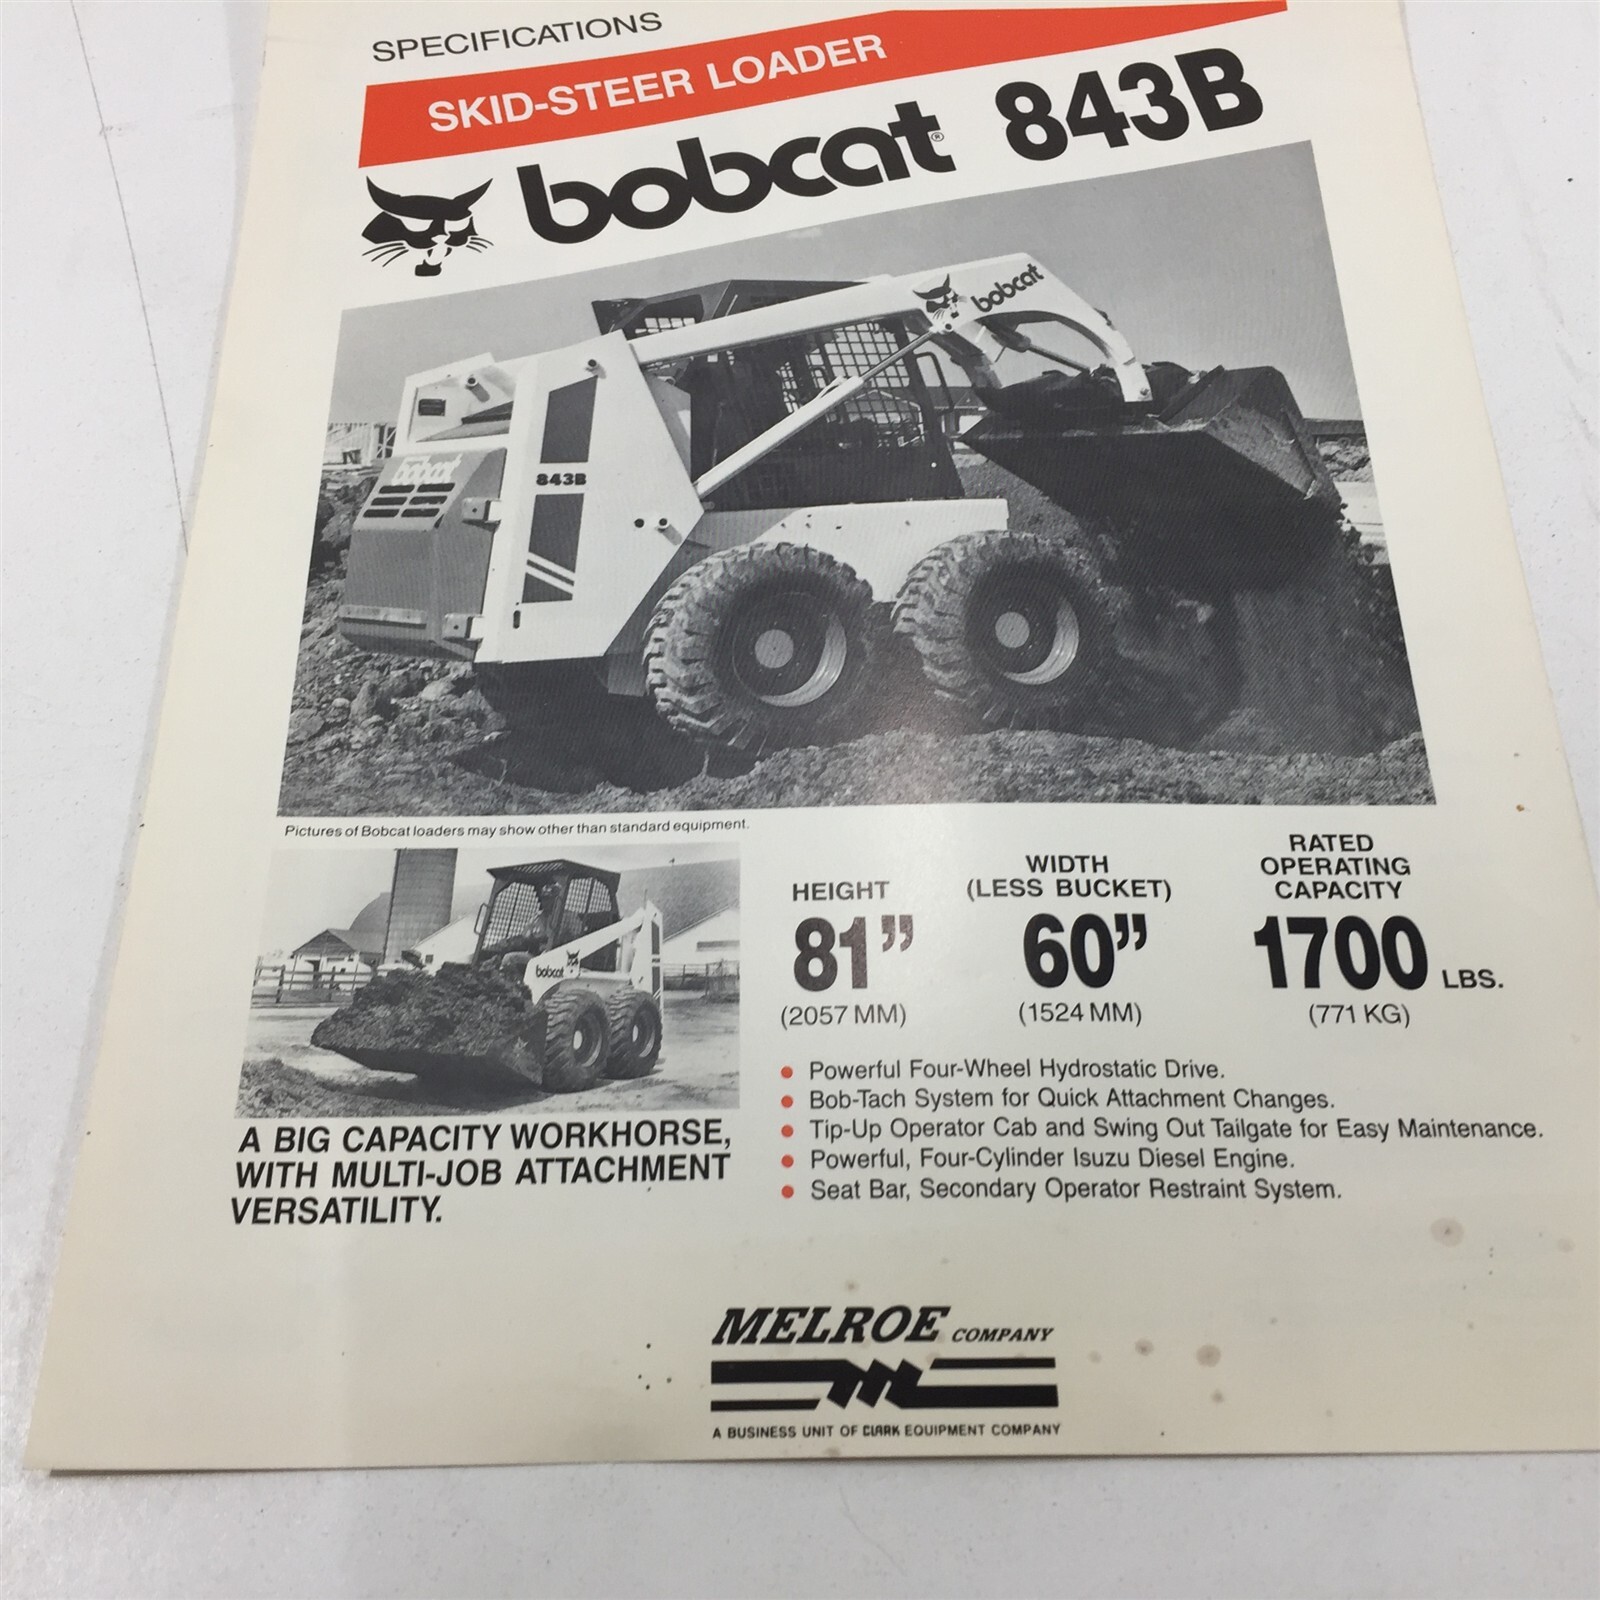 SPECIFICATIONS
SKID-STEER LOADER
bobcat® 843B
bobcat
bobcat
843B
Pictures of Bobcat loaders may show other than standard equipment.
bobcat
HEIGHT
81”
(2057 MM)
WIDTH
(LESS BUCKET)
60”
(1524 MM)
RATED
OPERATING
CAPACITY
1700 LBS.
(771 KG)
• Powerful Four-Wheel Hydrostatic Drive.
• Bob-Tach System for Quick Attachment Changes.
• Tip-Up Operator Cab and Swing Out Tailgate for Easy Maintenance.
• Powerful, Four-Cylinder Isuzu Diesel Engine.
• Seat Bar, Secondary Operator Restraint System.
A BIG CAPACITY WORKHORSE,
WITH MULTI-JOB ATTACHMENT
VERSATILITY.
MELROE COMPANY
A BUSINESS UNIT OF CLARK EQUIPMENT COMPANY